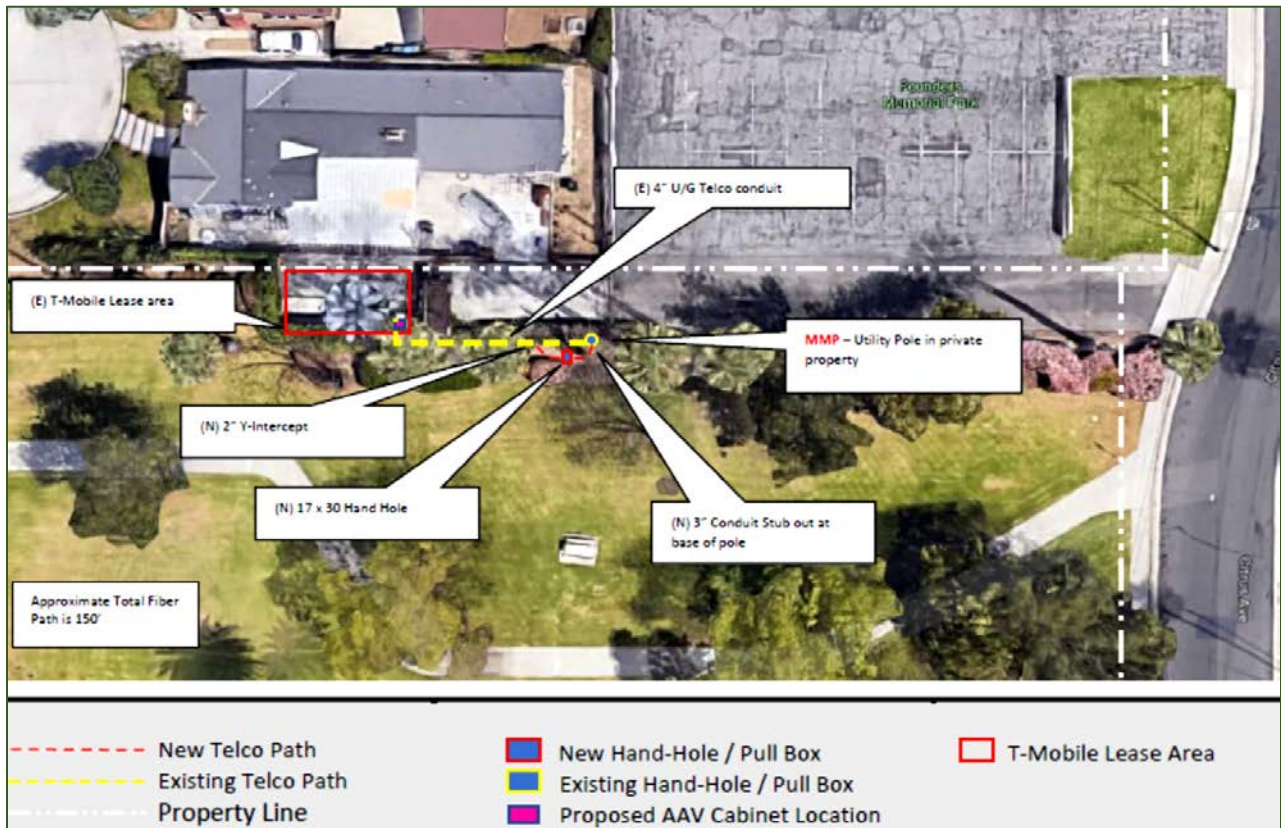 Founders
Memorial Park
(E) 4" U/G Telco conduit
(E) T-Mobile Lease area
MMP – Utility Pole in private
property
(N) 2" Y-Intercept
(N) 17 x 30 Hand Hole
(N) 3" Conduit Stub out at
base of pole
Approximate Total Fiber
Path is 150'
Citrus Ave
New Telco Path
Existing Telco Path
Property Line
New Hand-Hole / Pull Box
Existing Hand-Hole / Pull Box
Proposed AAV Cabinet Location
T-Mobile Lease Area